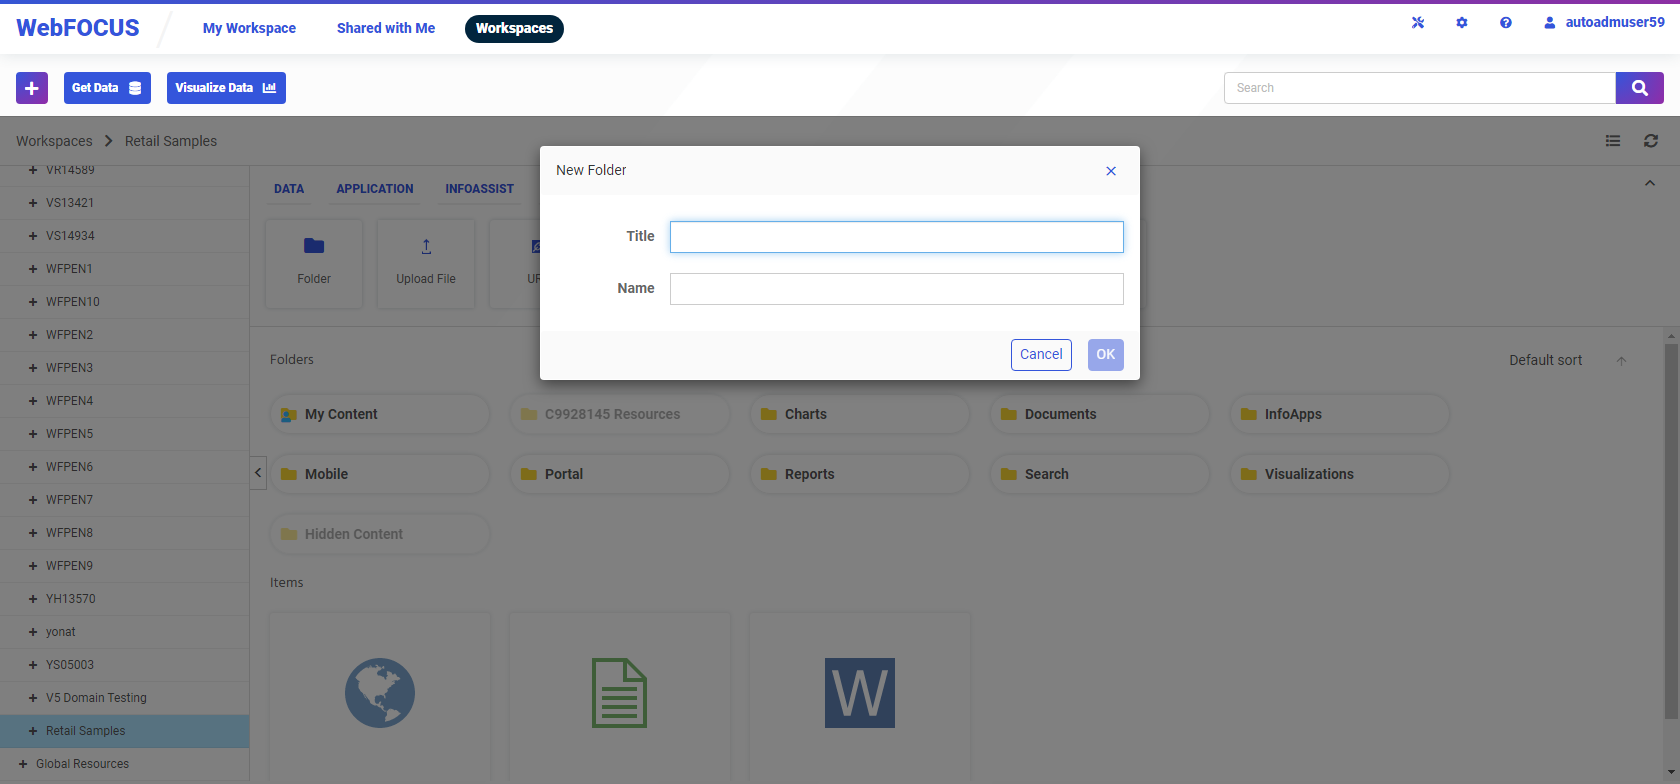 WebFOCUS
My Workspace
Shared with Me
Workspaces
autoadmuser59
Get Data
Visualize Data
Search
Workspaces
Retail Samples
VR14589
VS13421
VS14934
WFPEN1
WFPEN10
WFPEN2
WFPEN3
WFPEN4
WFPEN5
WFPEN6
WFPEN7
WFPEN8
WFPEN9
YH13570
yonat
YS05003
V5 Domain Testing
Retail Samples
Global Resources
DATA
APPLICATION
INFOASSIST
Folder
Upload File
New Folder
Title
Name
Cancel
OK
Folders
Default sort
My Content
C9928145 Resources
Charts
Documents
InfoApps
Mobile
Portal
Reports
Search
Visualizations
Hidden Content
Items
W